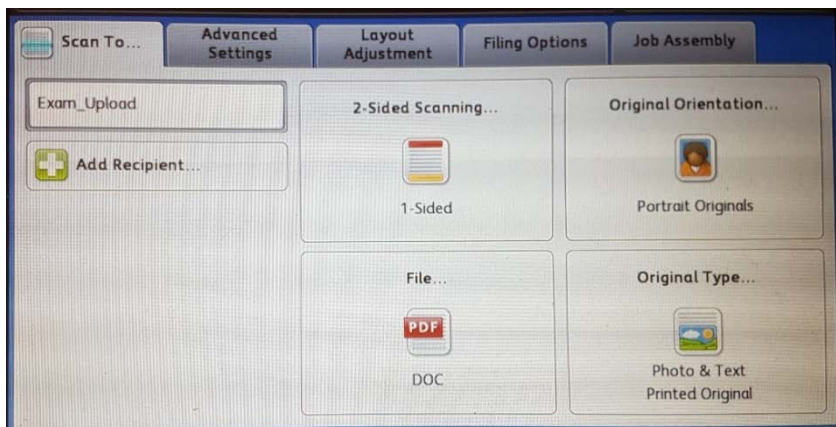 Scan To...
Advanced
Settings
Layout
Adjustment
Filing Options
Job Assembly
Exam_Upload
Add Recipient...
2-Sided Scanning...
1-Sided
Original Orientation...
Portrait Originals
File...
PDF
DOC
Original Type...
Photo & Text
Printed Original